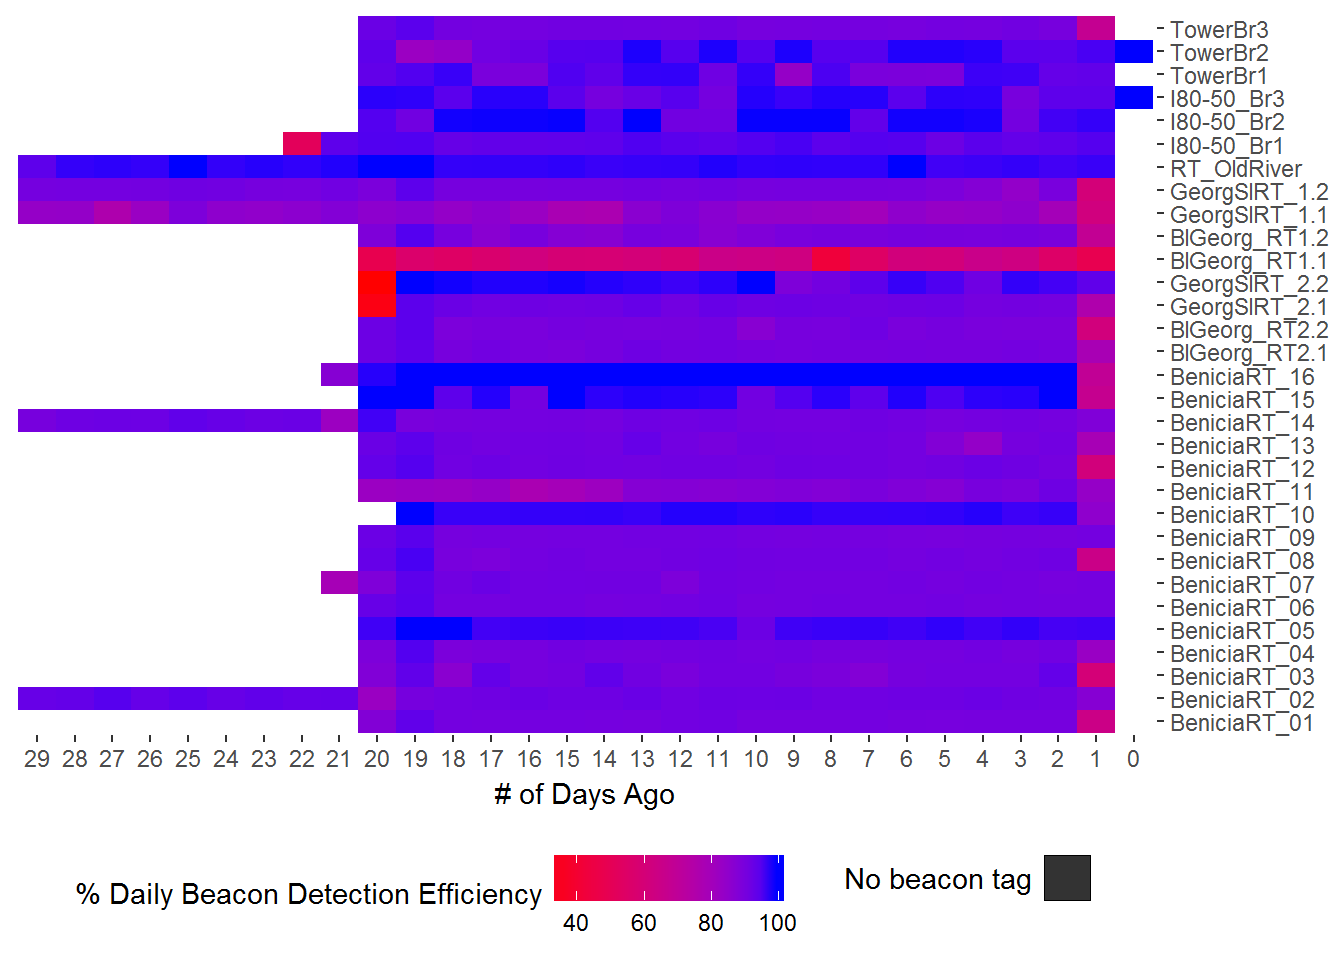 TowerBr3
TowerBr2
TowerBr1
I80-50_Br3
I80-50_Br2
I80-50_Br1
RT_OldRiver
GeorgSlRT_1.2
GeorgSlRT_1.1
BlGeorg_RT1.2
BlGeorg_RT1.1
GeorgSlRT_2.2
GeorgSlRT_2.1
BlGeorg_RT2.2
BlGeorg_RT2.1
BeniciaRT_16
BeniciaRT_15
BeniciaRT_14
BeniciaRT_13
BeniciaRT_12
BeniciaRT_11
BeniciaRT_10
BeniciaRT_09
BeniciaRT_08
BeniciaRT_07
BeniciaRT_06
BeniciaRT_05
BeniciaRT_04
BeniciaRT_03
BeniciaRT_02
BeniciaRT_01
29 28 27 26 25 24 23 22 21 20 19 18 17 16 15 14 13 12 11 10 9 8 7 6 5 4 3 2 1 0
# of Days Ago
% Daily Beacon Detection Efficiency
40 60 80 100
No beacon tag